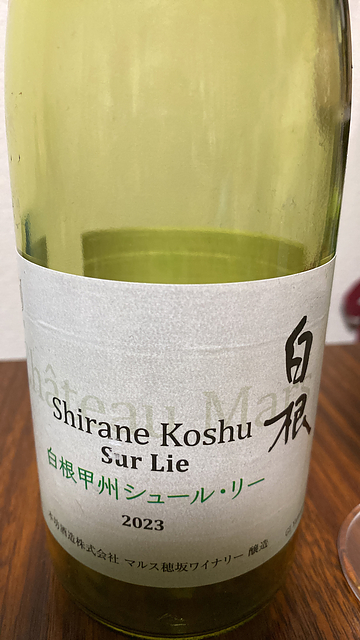 白根
Château Mars
Shirane Koshu
Sur Lie
白根甲州シュール・リー
2023
本坊酒造株式会社 マルス穂坂ワイナリー 醸造